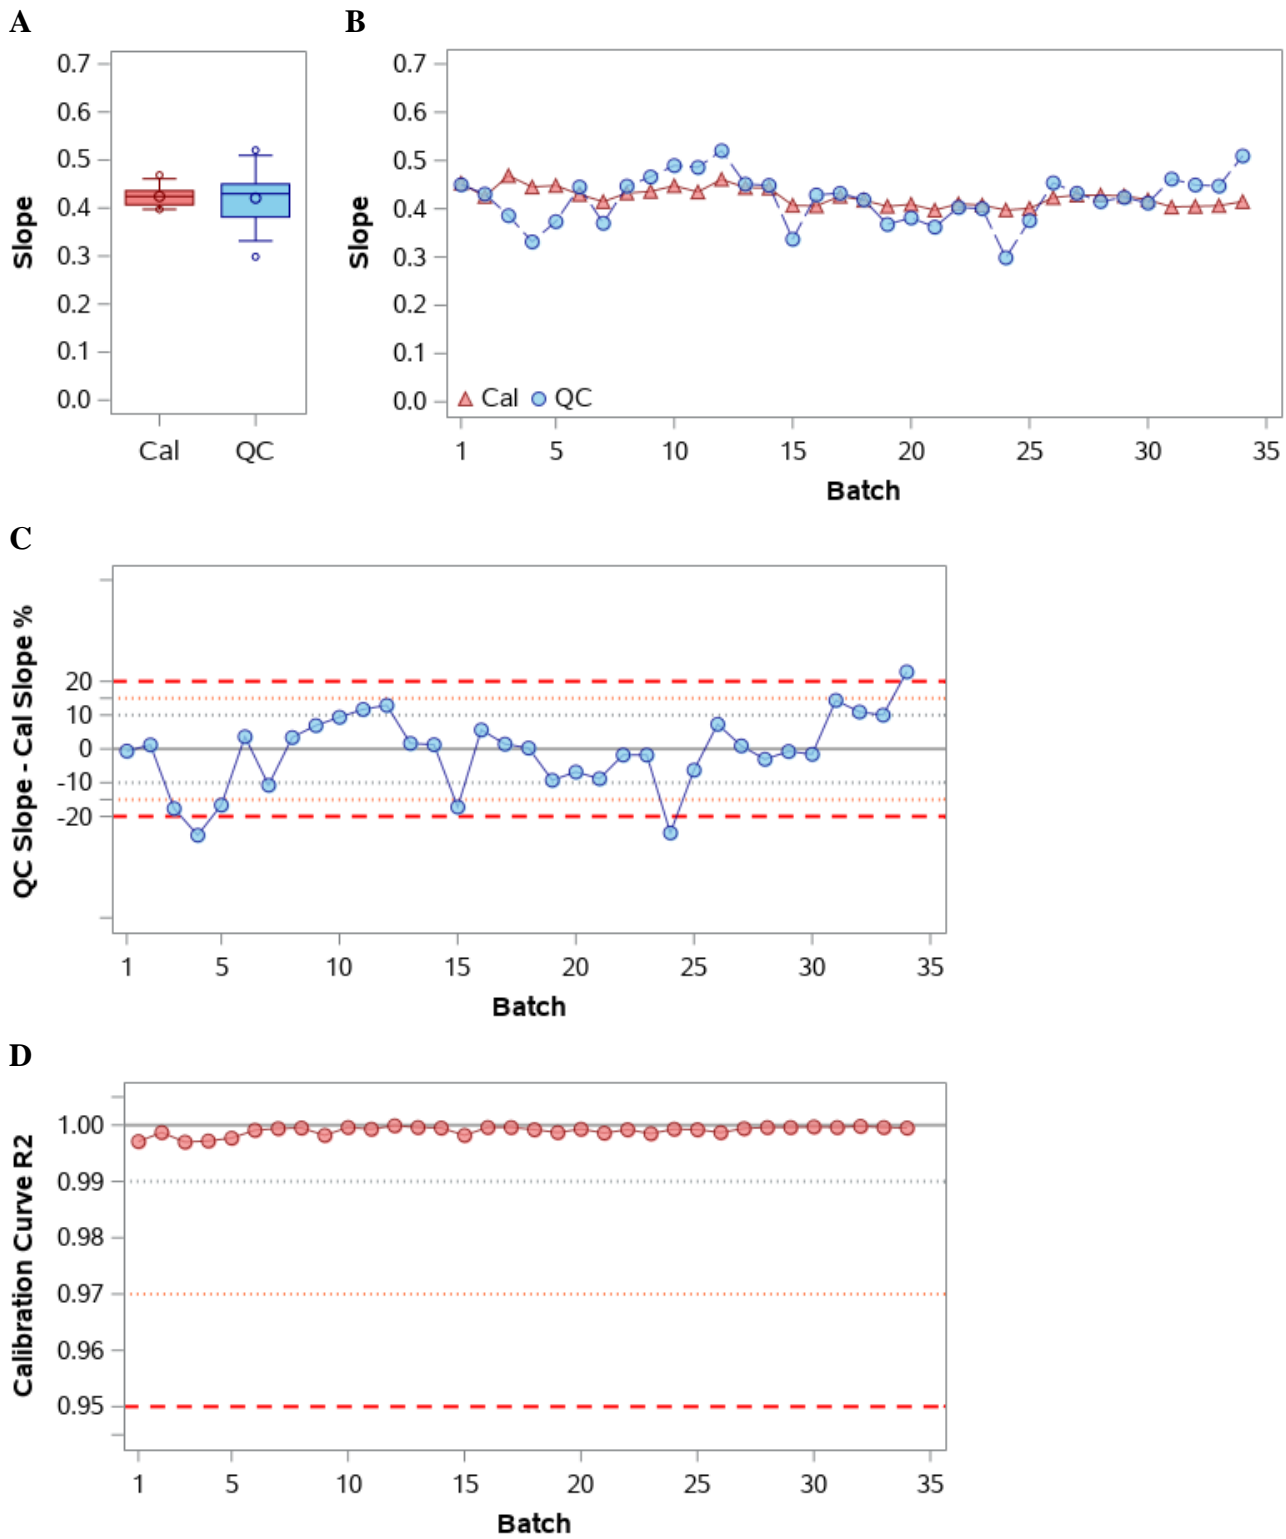 A
B
0.7
0.6
0.5
0.4
0.3
0.2
0.1
0.0
Slope
Cal QC
0.7
0.6
0.5
0.4
0.3
0.2
0.1
0.0
Slope
Cal QC
1 5 10 15 20 25 30 35
Batch
C
20
10
0
-10
-20
QC Slope - Cal Slope %
1 5 10 15 20 25 30 35
Batch
D
1.00
0.99
0.98
0.97
0.96
0.95
Calibration Curve R2
1 5 10 15 20 25 30 35
Batch